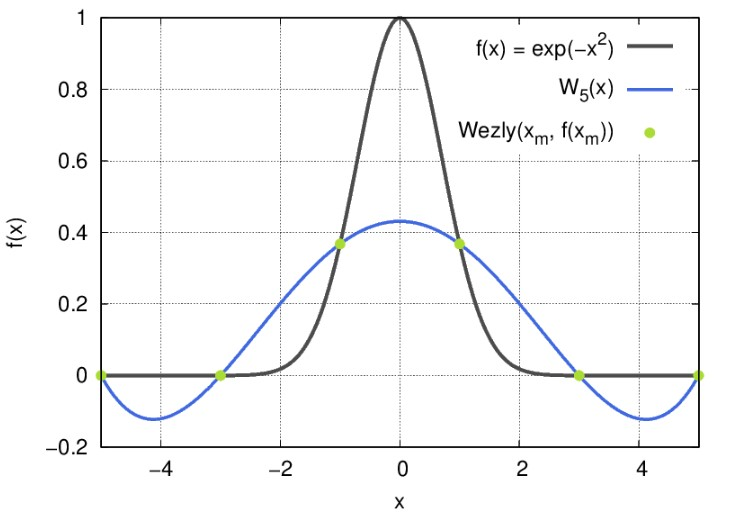 1
0.8
0.6
0.4
0.2
0
−0.2
f(x)
f(x) = exp(−x²)
W₅(x)
Wezly(xₘ, f(xₘ))
−4 −2 0 2 4
x